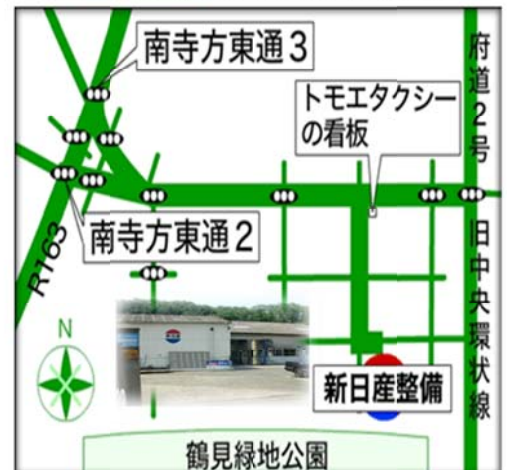 南寺方東通3
トモエタクシー
の看板
府道2号
旧中央環状線
南寺方東通2
R163
N
新日産整備
鶴見緑地公園